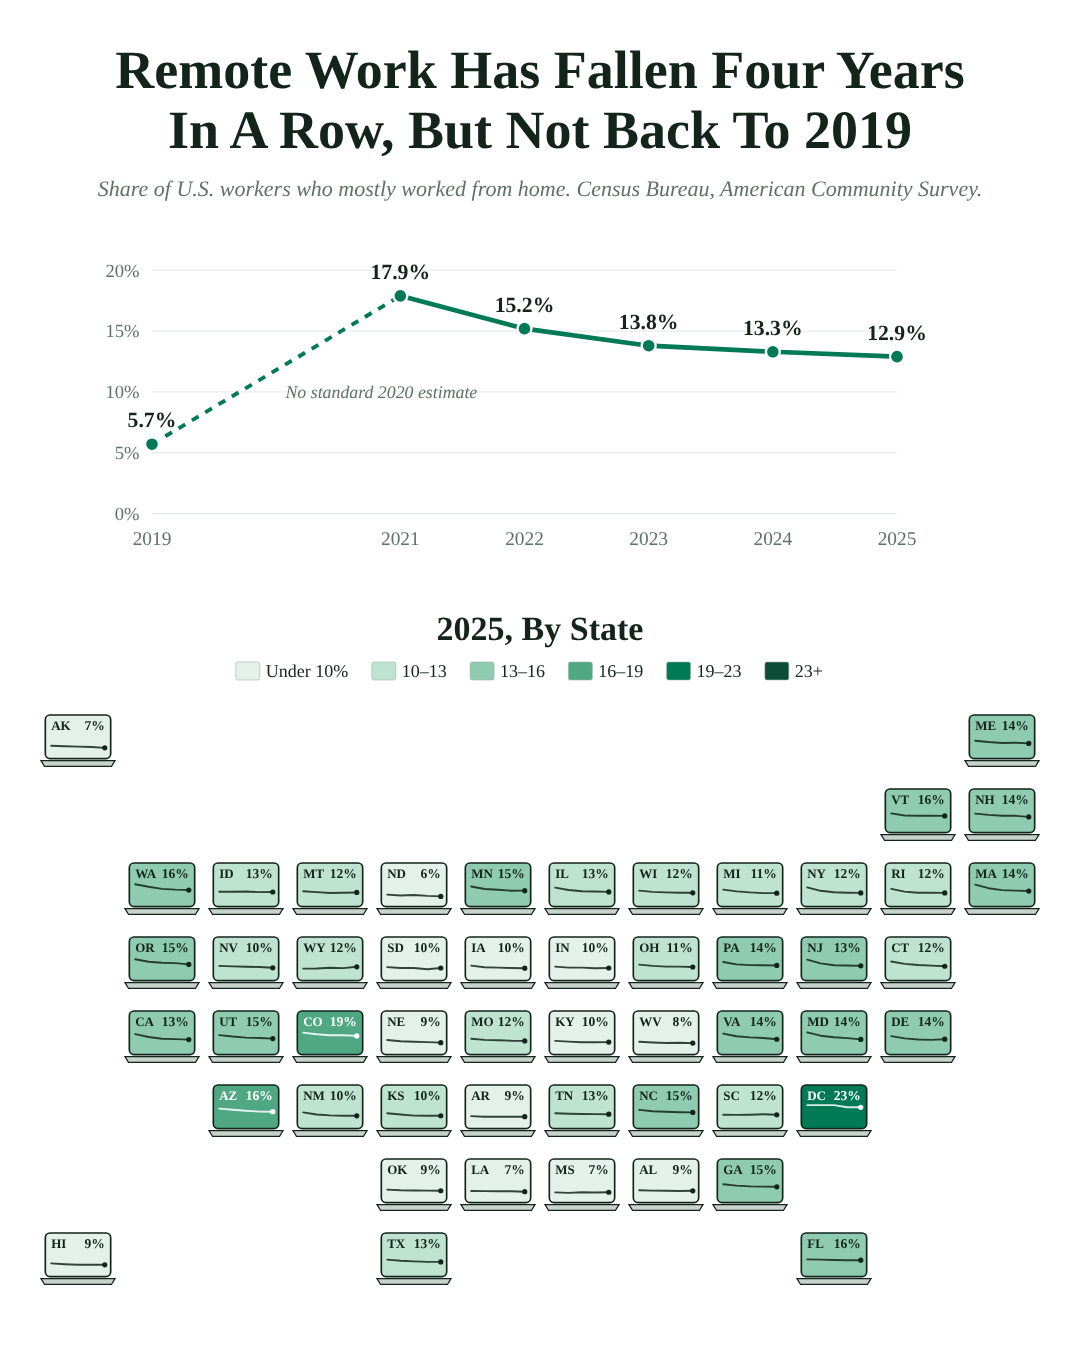 Remote Work Has Fallen Four Years
In A Row, But Not Back To 2019
Share of U.S. workers who mostly worked from home. Census Bureau, American Community Survey.
20%
17.9%
15.2%
13.8%
13.3%
12.9%
15%
10%
No standard 2020 estimate
5.7%
5%
0%
2019 2021 2022 2023 2024 2025
2025, By State
Under 10% 10–13 13–16 16–19 19–23 23+
AK 7% ME 14%
VT 16% NH 14%
WA 16% ID 13% MT 12% ND 6% MN 15% IL 13% WI 12% MI 11% NY 12% RI 12% MA 14%
OR 15% NV 10% WY 12% SD 10% IA 10% IN 10% OH 11% PA 14% NJ 13% CT 12%
CA 13% UT 15% CO 19% NE 9% MO 12% KY 10% WV 8% VA 14% MD 14% DE 14%
AZ 16% NM 10% KS 10% AR 9% TN 13% NC 15% SC 12% DC 23%
OK 9% LA 7% MS 7% AL 9% GA 15%
HI 9% TX 13% FL 16%